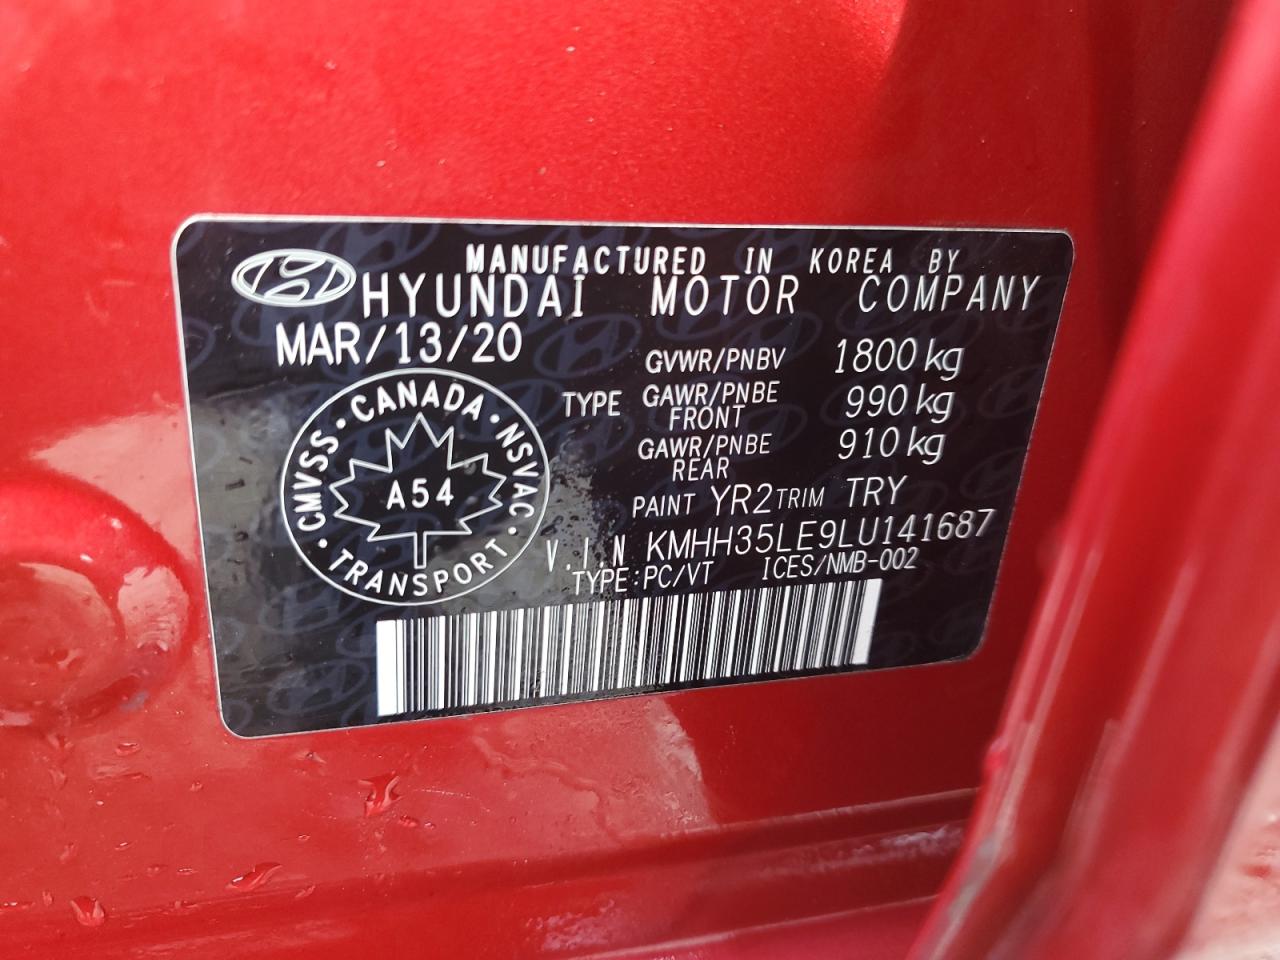 MANUFACTURED IN KOREA BY
HYUNDAI MOTOR COMPANY
MAR/13/20
GVWR/PNBV 1800 kg
TYPE GAWR/PNBE FRONT 990 kg
GAWR/PNBE REAR 910 kg
PAINT YR2 TRIM TRY
V.I.N KMHH35LE9LU141687
TYPE:PC/VT ICES/NMB-002
CANADA
CMVSS
NSVAC
A54
TRANSPORT